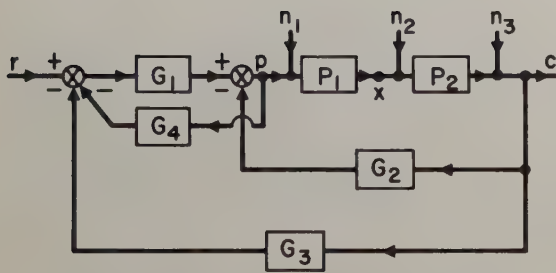 n₁ n₂ n₃
r + − − G₁ + − p P₁ x P₂ c
G₄
G₂
G₃